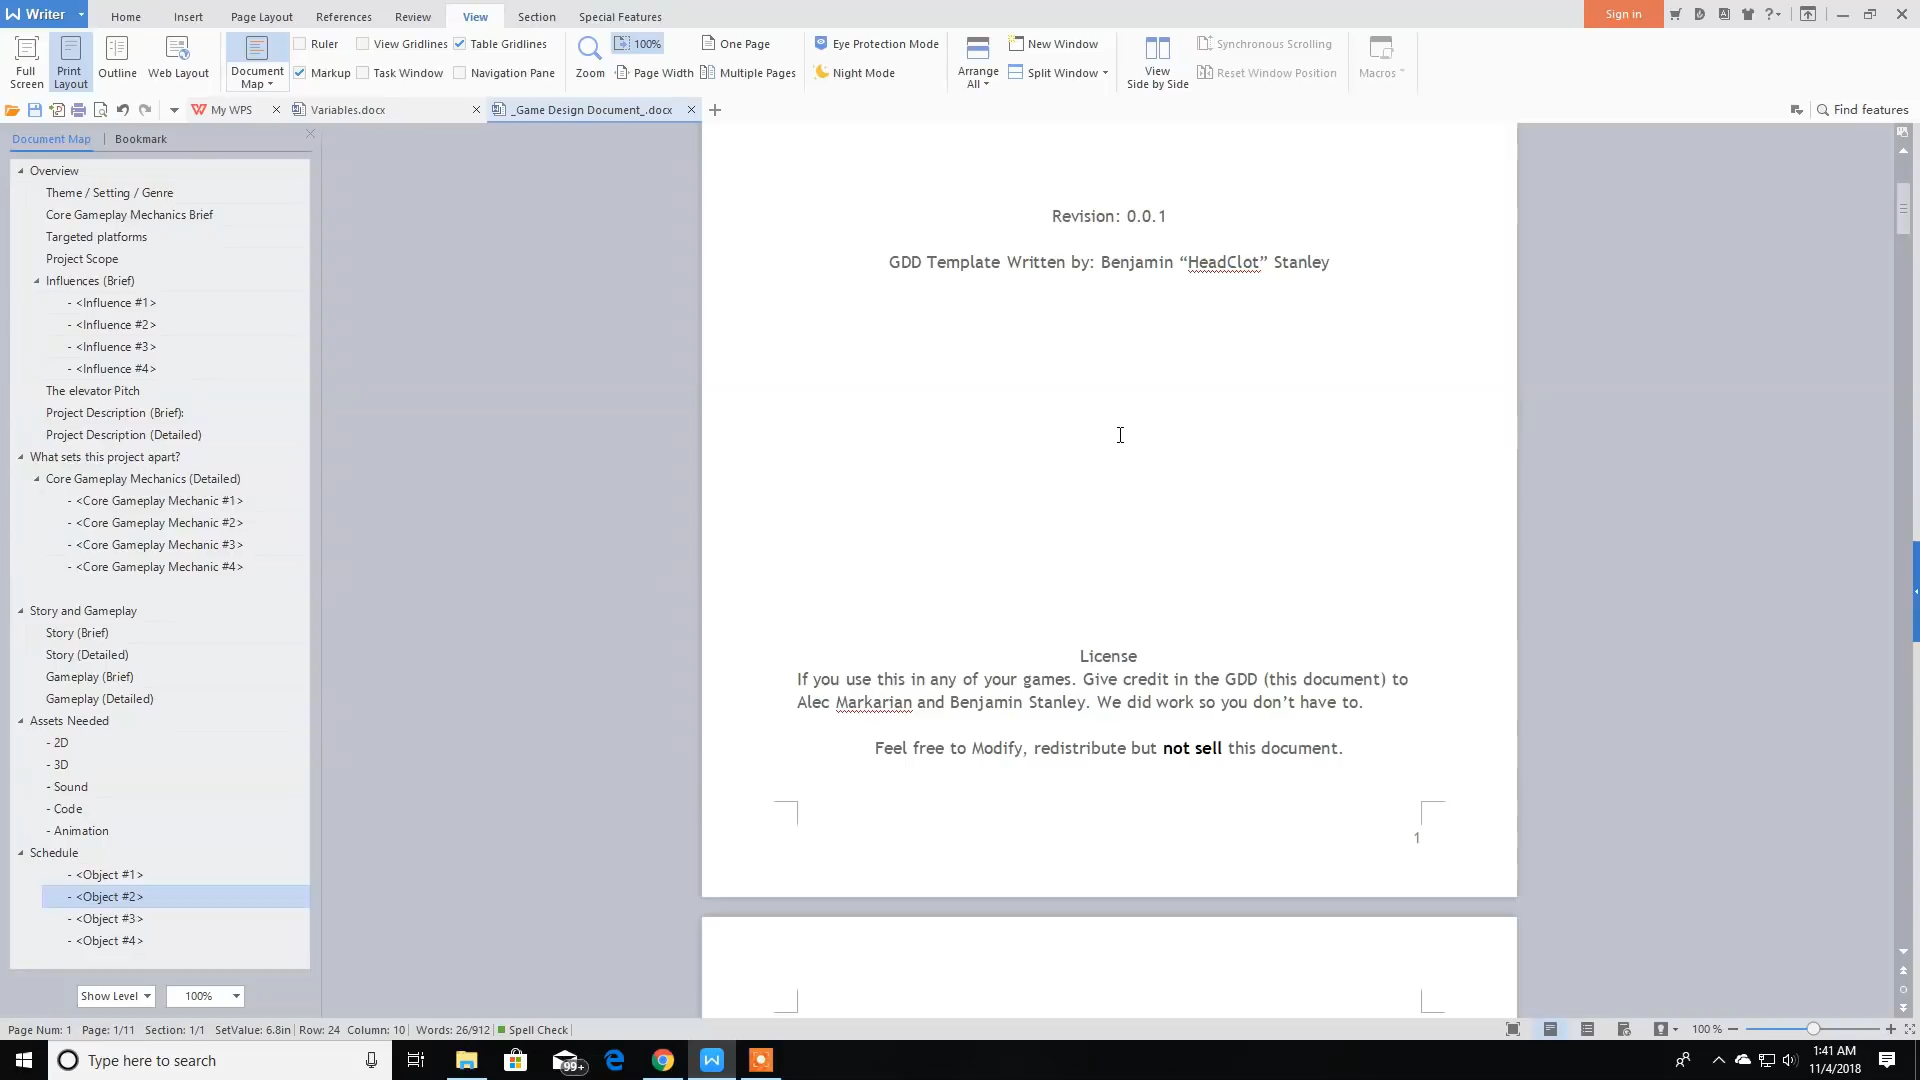 Writer
Home Insert Page Layout References Review View Section Special Features
Sign in
Full Screen
Print Layout
Outline
Web Layout
Document Map
Ruler View Gridlines Table Gridlines
Markup Task Window Navigation Pane
Zoom
100%
Page Width
One Page
Multiple Pages
Eye Protection Mode
Night Mode
Arrange All
New Window
Split Window
View Side by Side
Synchronous Scrolling
Reset Window Position
Macros
My WPS
Variables.docx
_Game Design Document_.docx
Find features
Document Map Bookmark
Overview
Theme / Setting / Genre
Core Gameplay Mechanics Brief
Targeted platforms
Project Scope
Influences (Brief)
- <Influence #1>
- <Influence #2>
- <Influence #3>
- <Influence #4>
The elevator Pitch
Project Description (Brief):
Project Description (Detailed)
What sets this project apart?
Core Gameplay Mechanics (Detailed)
- <Core Gameplay Mechanic #1>
- <Core Gameplay Mechanic #2>
- <Core Gameplay Mechanic #3>
- <Core Gameplay Mechanic #4>
Story and Gameplay
Story (Brief)
Story (Detailed)
Gameplay (Brief)
Gameplay (Detailed)
Assets Needed
- 2D
- 3D
- Sound
- Code
- Animation
Schedule
- <Object #1>
- <Object #2>
- <Object #3>
- <Object #4>
Show Level 100%
Revision: 0.0.1
GDD Template Written by: Benjamin “HeadClot” Stanley
License
If you use this in any of your games. Give credit in the GDD (this document) to
Alec Markarian and Benjamin Stanley. We did work so you don’t have to.
Feel free to Modify, redistribute but not sell this document.
1
Page Num: 1 Page: 1/11 Section: 1/1 SetValue: 6.8in Row: 24 Column: 10 Words: 26/912 Spell Check
100 %
Type here to search
99+
1:41 AM
11/4/2018